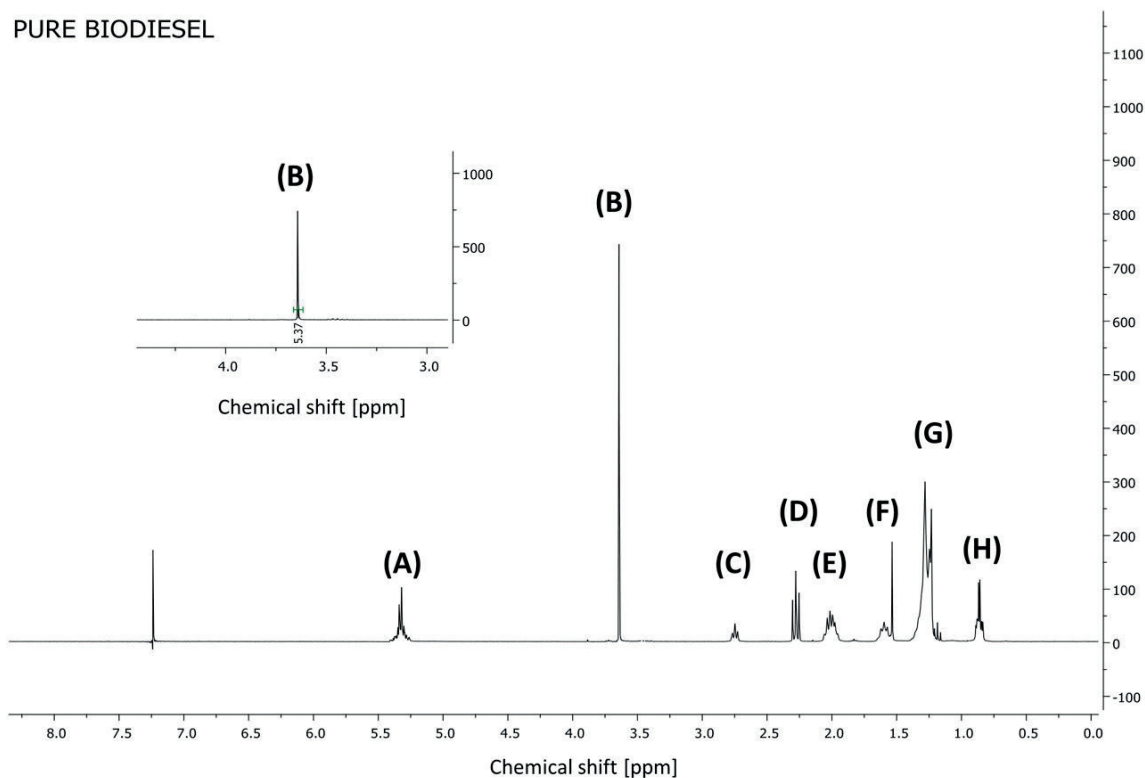 PURE BIODIESEL
(B)
1000
500
0
5.37
4.0 3.5 3.0
Chemical shift [ppm]
(A)
(B)
(C)
(D)
(E)
(F)
(G)
(H)
1100
1000
900
800
700
600
500
400
300
200
100
0
-100
8.0 7.5 7.0 6.5 6.0 5.5 5.0 4.5 4.0 3.5 3.0 2.5 2.0 1.5 1.0 0.5 0.0
Chemical shift [ppm]